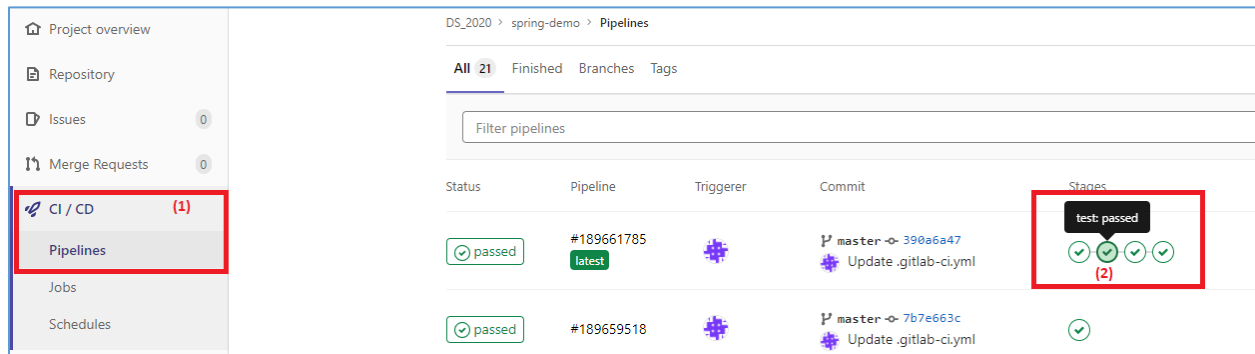 Project overview
Repository
Issues 0
Merge Requests 0
CI / CD (1)
Pipelines
Jobs
Schedules
DS_2020 > spring-demo > Pipelines
All 21 Finished Branches Tags
Filter pipelines
Status Pipeline Triggerer Commit Stages
test: passed
passed #189661785 master 390a6a47
latest Update .gitlab-ci.yml
(2)
passed #189659518 master 7b7e663c
Update .gitlab-ci.yml